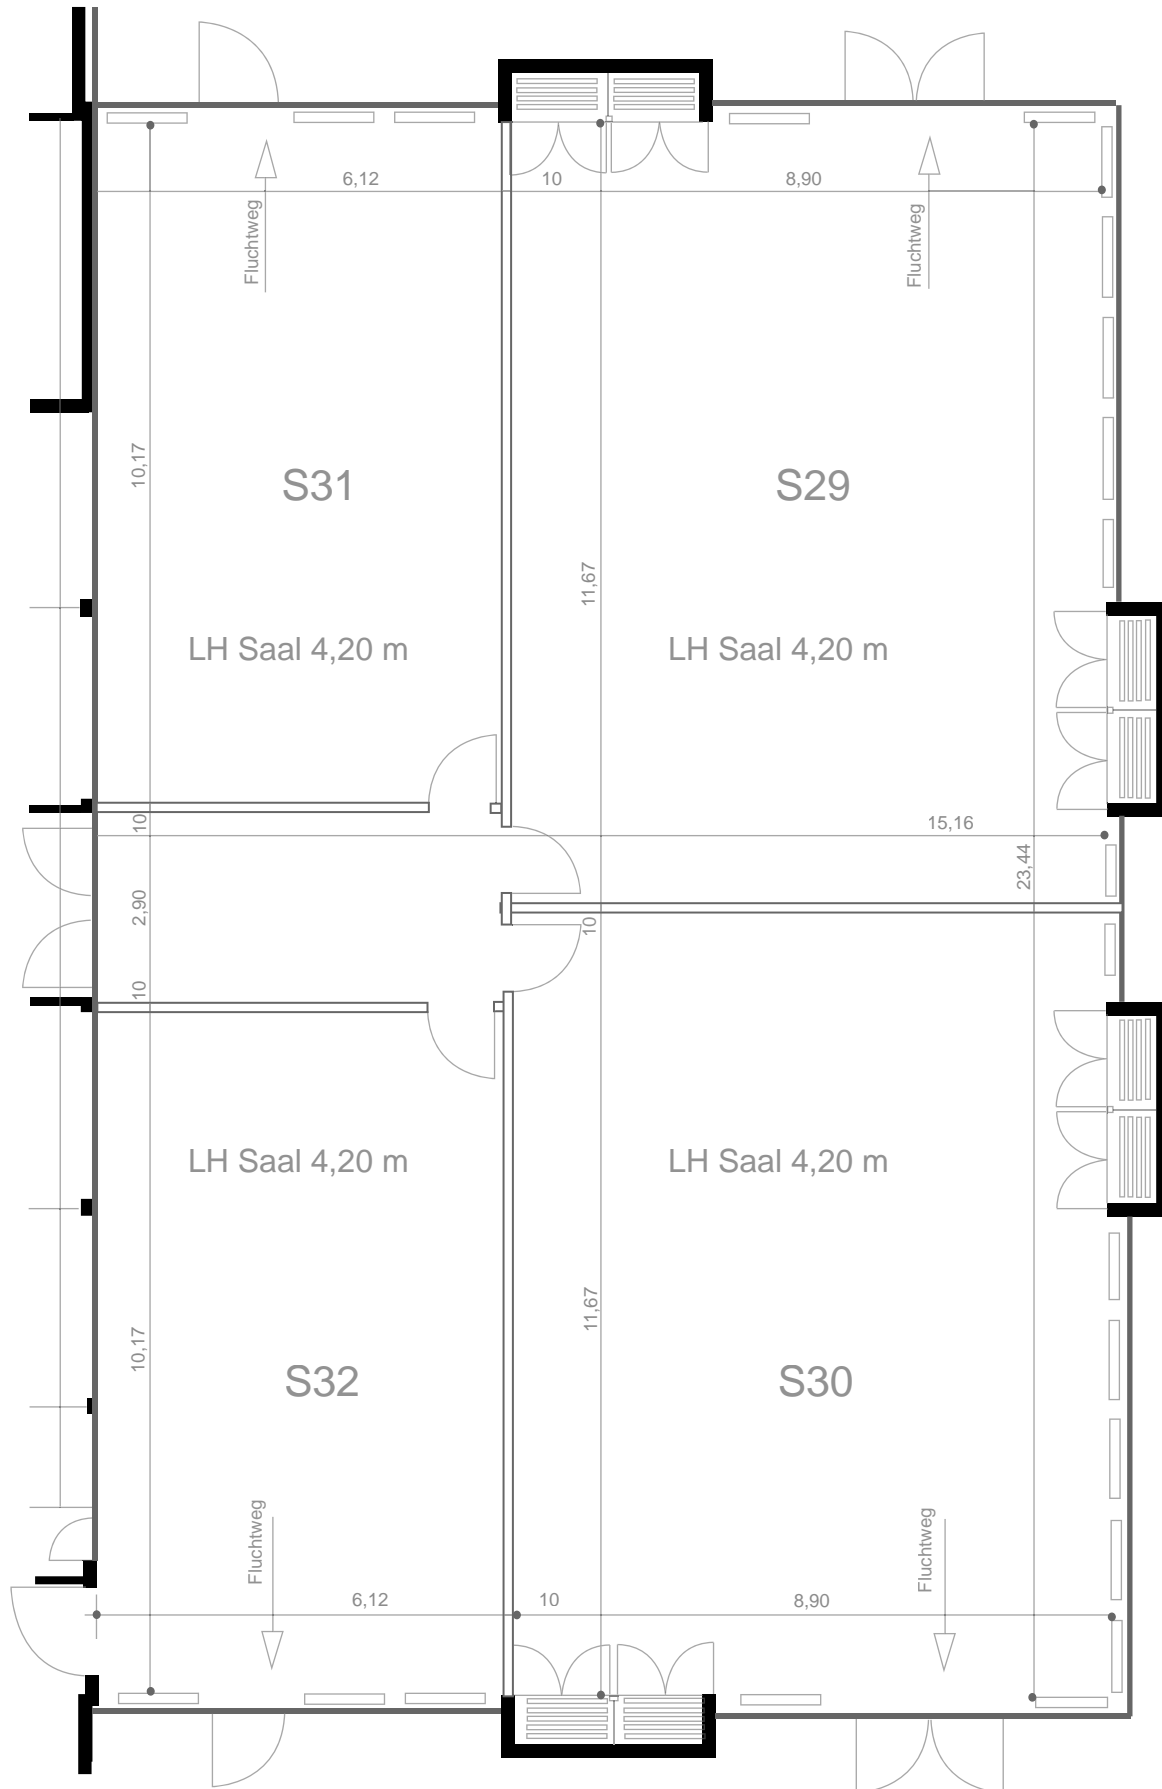 6,12
10
8,90
Fluchtweg
Fluchtweg
10,17
S31
S29
11,67
LH Saal 4,20 m
LH Saal 4,20 m
10
15,16
23,44
2,90
10
10
LH Saal 4,20 m
LH Saal 4,20 m
11,67
10,17
S32
S30
Fluchtweg
Fluchtweg
6,12
10
8,90